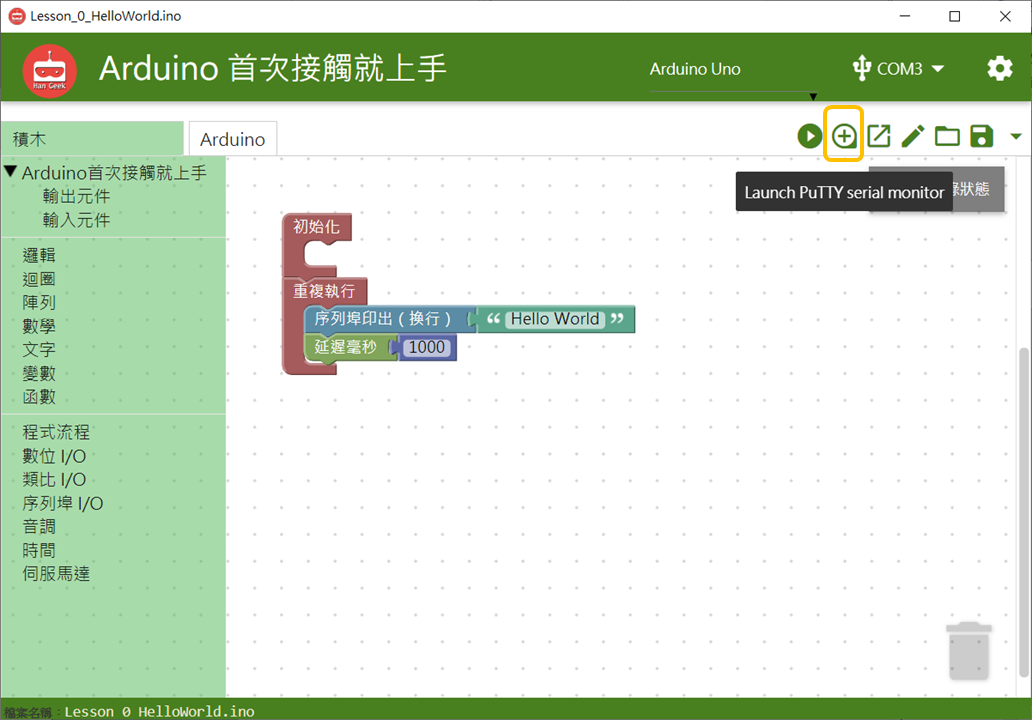 Lesson_0_HelloWorld.ino
Han Geek
Arduino 首次接觸就上手
Arduino Uno
COM3
積木
Arduino
Arduino首次接觸就上手
輸出元件
輸入元件
邏輯
迴圈
陣列
數學
文字
變數
函數
程式流程
數位 I/O
類比 I/O
序列埠 I/O
音調
時間
伺服馬達
Launch PuTTY serial monitor
狀態
初始化
重複執行
序列埠印出（換行） “ Hello World ”
延遲毫秒 1000
檔案名稱：Lesson_0_HelloWorld.ino